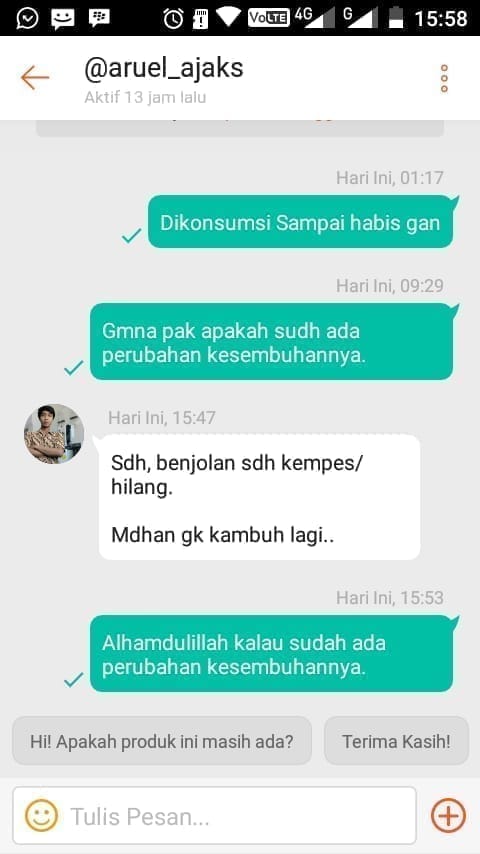 VoLTE 4G G 15:58
@aruel_ajaks
Aktif 13 jam lalu
Hari Ini, 01:17
Dikonsumsi Sampai habis gan
Hari Ini, 09:29
Gmna pak apakah sudh ada
perubahan kesembuhannya.
Hari Ini, 15:47
Sdh, benjolan sdh kempes/
hilang.
Mdhan gk kambuh lagi..
Hari Ini, 15:53
Alhamdulillah kalau sudah ada
perubahan kesembuhannya.
Hi! Apakah produk ini masih ada?
Terima Kasih!
Tulis Pesan...